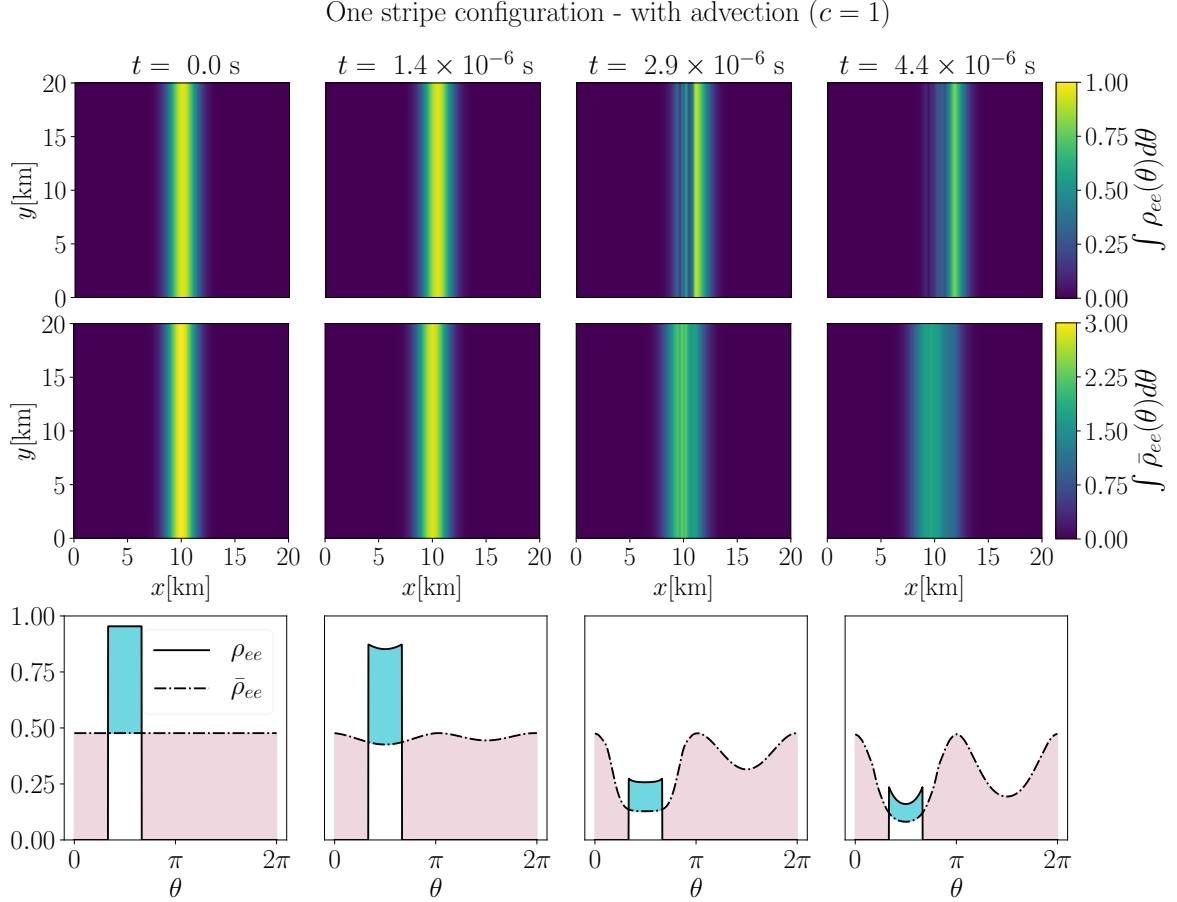 One stripe configuration - with advection (c = 1)
t = 0.0 s
t = 1.4 × 10⁻⁶ s
t = 2.9 × 10⁻⁶ s
t = 4.4 × 10⁻⁶ s
20
15
10
5
0
y[km]
1.00
0.75
0.50
0.25
0.00
∫ ρ_ee(θ)dθ
20
15
10
5
0
y[km]
3.00
2.25
1.50
0.75
0.00
∫ ρ̄_ee(θ)dθ
0 5 10 15 20
0 5 10 15 20
0 5 10 15 20
0 5 10 15 20
x[km]
x[km]
x[km]
x[km]
1.00
0.75
0.50
0.25
0.00
ρ_ee
ρ̄_ee
0 π 2π
0 π 2π
0 π 2π
0 π 2π
θ
θ
θ
θ